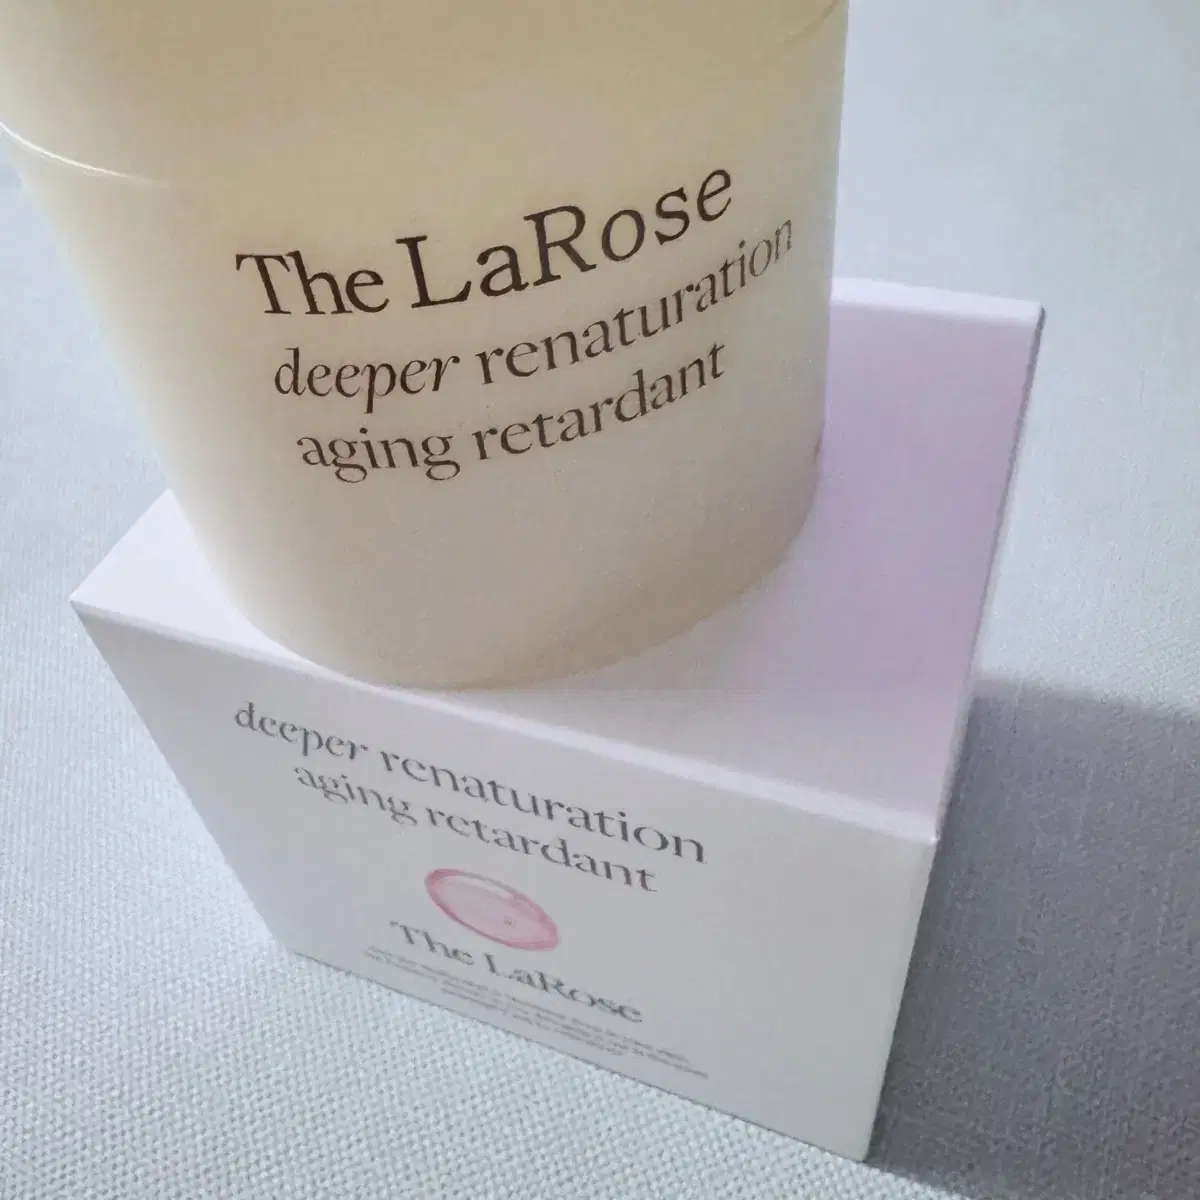 The LaRose
deeper renaturation
aging retardant
deeper renaturation
aging retardant
The LaRose